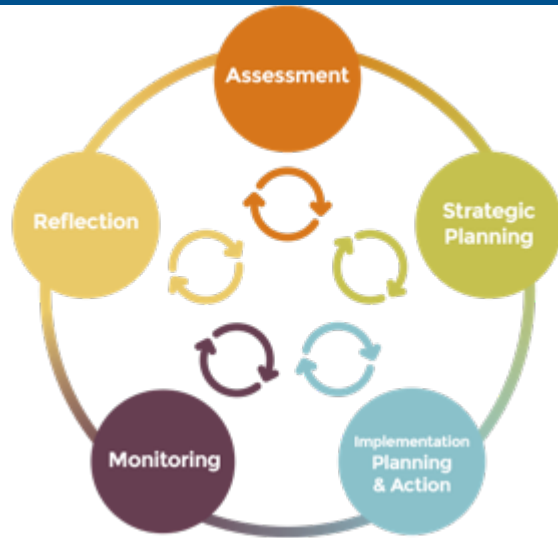 Assessment
Strategic
Planning
Implementation
Planning
& Action
Monitoring
Reflection